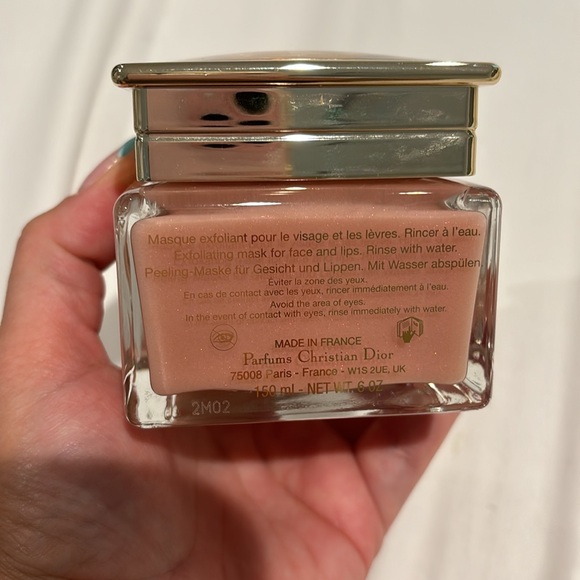 Masque exfoliant pour le visage et les lèvres. Rincer à l'eau.
Exfoliating mask for face and lips. Rinse with water.
Peeling-Maske für Gesicht und Lippen. Mit Wasser abspülen.
Éviter la zone des yeux.
En cas de contact avec les yeux, rincer immédiatement à l'eau.
Avoid the area of eyes.
In the event of contact with eyes, rinse immediately with water.
MADE IN FRANCE
Parfums Christian Dior
75008 Paris - France - W1S 2UE, UK
150 ml - NET WT. 6 OZ
2M02